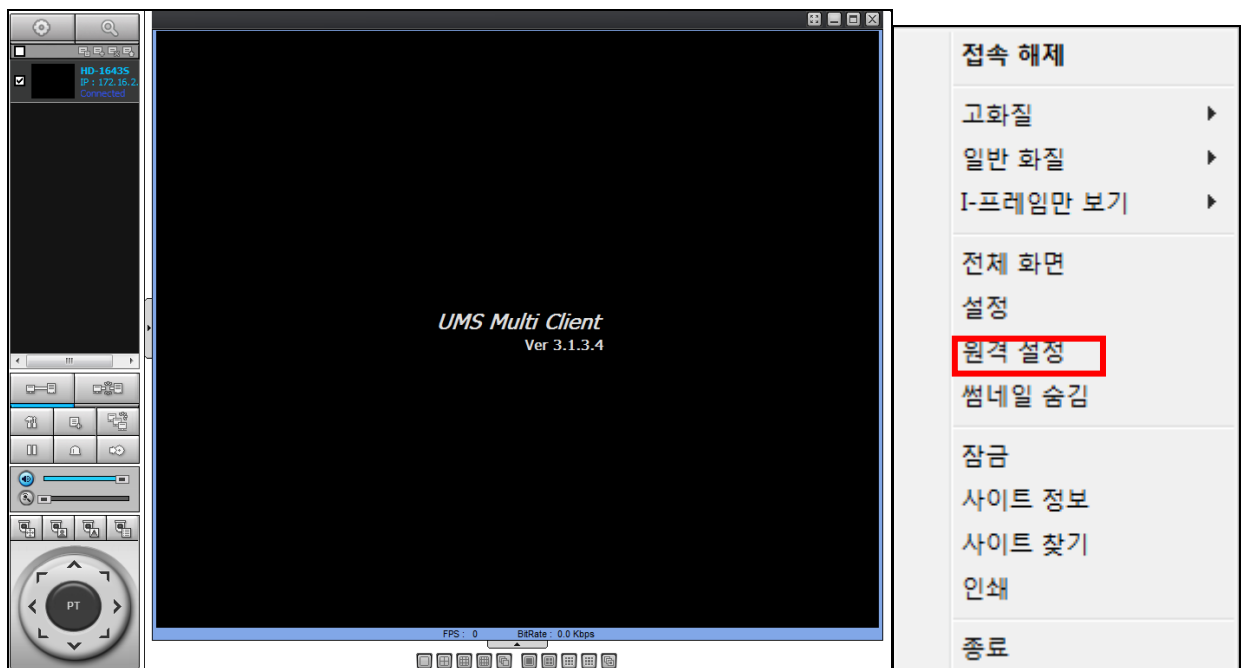 HD-1643S
IP : 172.16.2.
Connected
UMS Multi Client
Ver 3.1.3.4
PT
FPS : 0 BitRate : 0.0 Kbps
접속 해제
고화질
일반 화질
I-프레임만 보기
전체 화면
설정
원격 설정
썸네일 숨김
잠금
사이트 정보
사이트 찾기
인쇄
종료